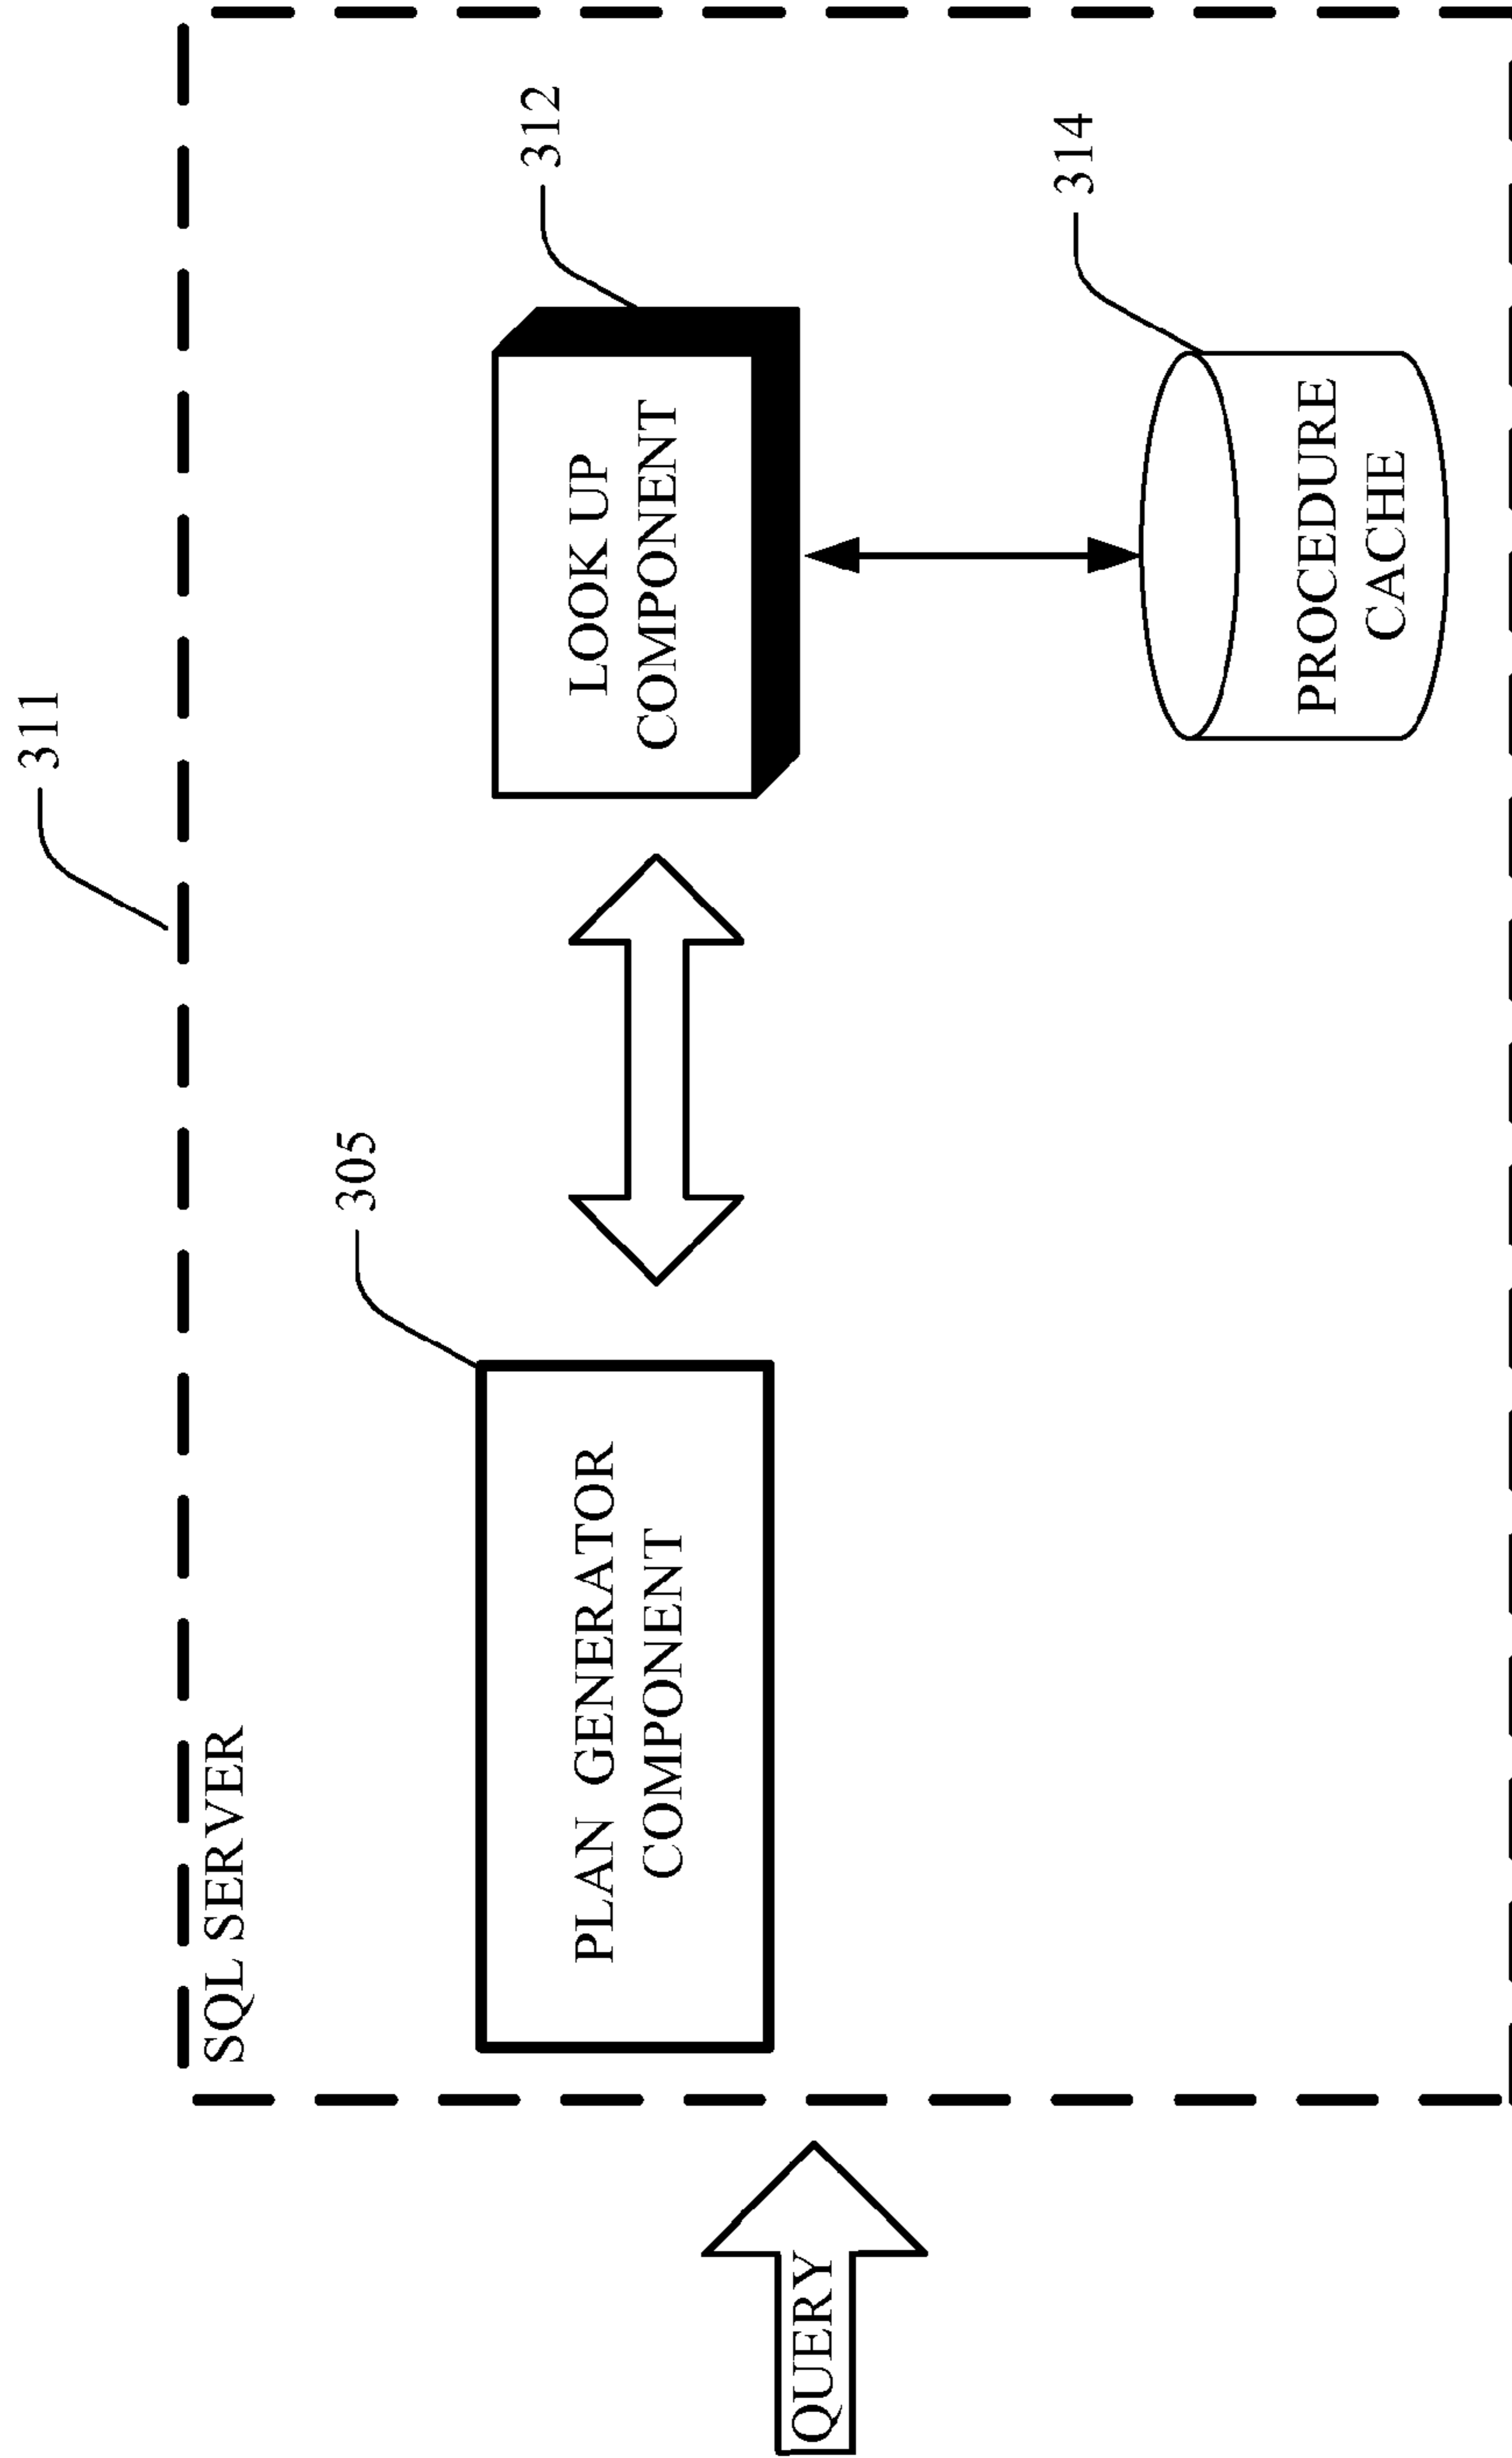 311
SQL SERVER
305
312
PLAN GENERATOR
COMPONENT
LOOK UP
COMPONENT
QUERY
314
PROCEDURE
CACHE